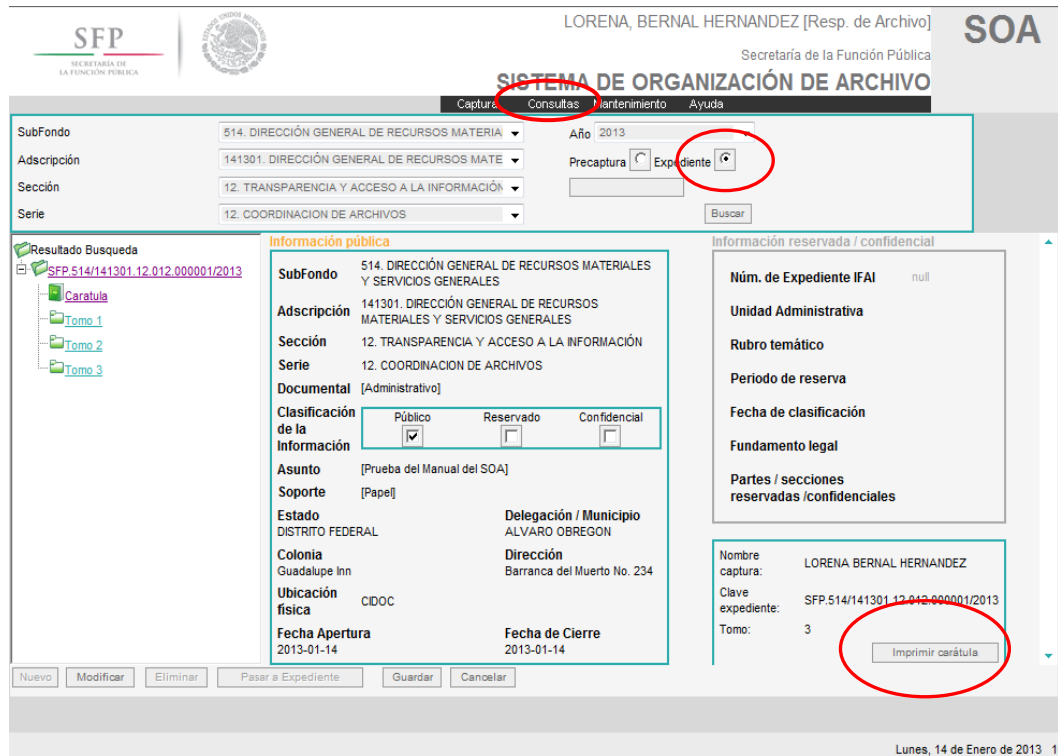 LORENA, BERNAL HERNANDEZ [Resp. de Archivo]
SOA
SFP
SECRETARÍA DE
LA FUNCIÓN PÚBLICA
ESTADOS UNIDOS MEXICANOS
Secretaría de la Función Pública
SISTEMA DE ORGANIZACIÓN DE ARCHIVO
Captura Consultas Mantenimiento Ayuda
SubFondo 514. DIRECCIÓN GENERAL DE RECURSOS MATERIA Año 2013
Adscripción 141301. DIRECCIÓN GENERAL DE RECURSOS MATE Precaptura Expediente
Sección 12. TRANSPARENCIA Y ACCESO A LA INFORMACIÓN
Serie 12. COORDINACION DE ARCHIVOS Buscar
Resultado Busqueda
SFP.514/141301.12.012.000001/2013
Caratula
Tomo 1
Tomo 2
Tomo 3
Información pública
SubFondo 514. DIRECCIÓN GENERAL DE RECURSOS MATERIALES
Y SERVICIOS GENERALES
Adscripción 141301. DIRECCIÓN GENERAL DE RECURSOS
MATERIALES Y SERVICIOS GENERALES
Sección 12. TRANSPARENCIA Y ACCESO A LA INFORMACIÓN
Serie 12. COORDINACION DE ARCHIVOS
Documental [Administrativo]
Clasificación
de la
Información
Público Reservado Confidencial
Asunto [Prueba del Manual del SOA]
Soporte [Papel]
Estado Delegación / Municipio
DISTRITO FEDERAL ALVARO OBREGON
Colonia Dirección
Guadalupe Inn Barranca del Muerto No. 234
Ubicación
física
CIDOC
Fecha Apertura Fecha de Cierre
2013-01-14 2013-01-14
Información reservada / confidencial
Núm. de Expediente IFAI null
Unidad Administrativa
Rubro temático
Periodo de reserva
Fecha de clasificación
Fundamento legal
Partes / secciones
reservadas /confidenciales
Nombre
captura:
LORENA BERNAL HERNANDEZ
Clave
expediente:
SFP.514/141301.12.012.000001/2013
Tomo: 3
Imprimir carátula
Nuevo Modificar Eliminar Pasar a Expediente Guardar Cancelar
Lunes, 14 de Enero de 2013 1